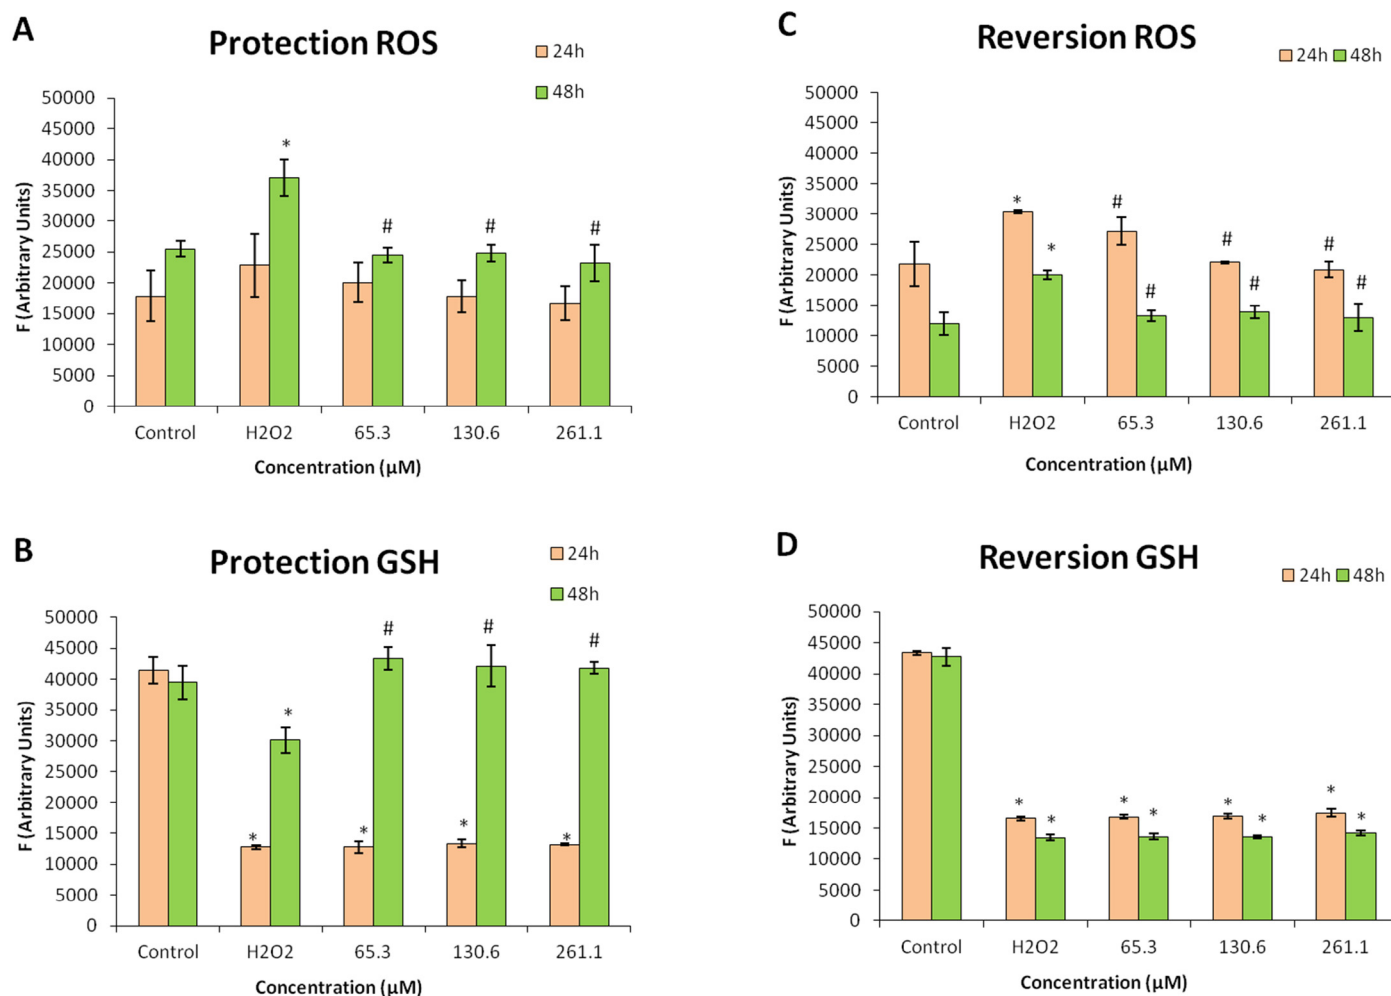 A
Protection ROS
24h
48h
50000
45000
40000
35000
30000
25000
20000
15000
10000
5000
0
F (Arbitrary Units)
*
#
#
#
Control H2O2 65.3 130.6 261.1
Concentration (µM)
B
Protection GSH
24h
48h
50000
45000
40000
35000
30000
25000
20000
15000
10000
5000
0
F (Arbitrary Units)
# # #
*
* * * *
Control H2O2 65.3 130.6 261.1
Concentration (µM)
C
Reversion ROS
24h 48h
50000
45000
40000
35000
30000
25000
20000
15000
10000
5000
0
F (Arbitrary Units)
* # # #
* # # #
Control H2O2 65.3 130.6 261.1
Concentration (µM)
D
Reversion GSH
24h 48h
50000
45000
40000
35000
30000
25000
20000
15000
10000
5000
0
F (Arbitrary Units)
* * * *
* * * *
Control H2O2 65.3 130.6 261.1
Concentration (µM)